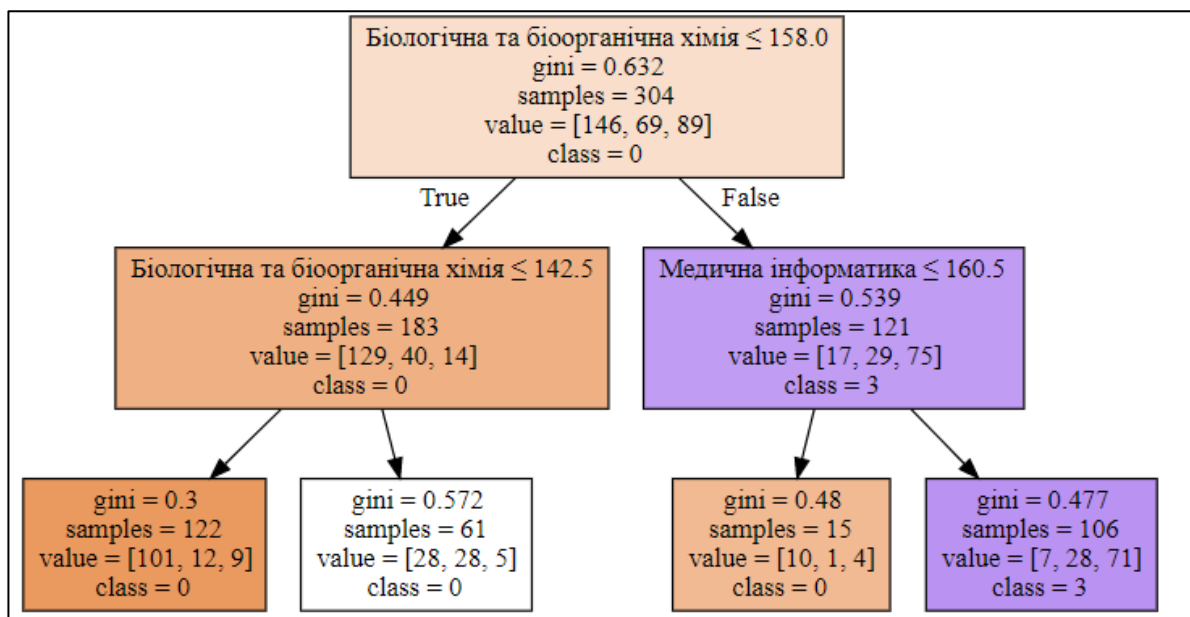 Біологічна та біоорганічна хімія ≤ 158.0
gini = 0.632
samples = 304
value = [146, 69, 89]
class = 0
True
False
Біологічна та біоорганічна хімія ≤ 142.5
gini = 0.449
samples = 183
value = [129, 40, 14]
class = 0
Медична інформатика ≤ 160.5
gini = 0.539
samples = 121
value = [17, 29, 75]
class = 3
gini = 0.3
samples = 122
value = [101, 12, 9]
class = 0
gini = 0.572
samples = 61
value = [28, 28, 5]
class = 0
gini = 0.48
samples = 15
value = [10, 1, 4]
class = 0
gini = 0.477
samples = 106
value = [7, 28, 71]
class = 3